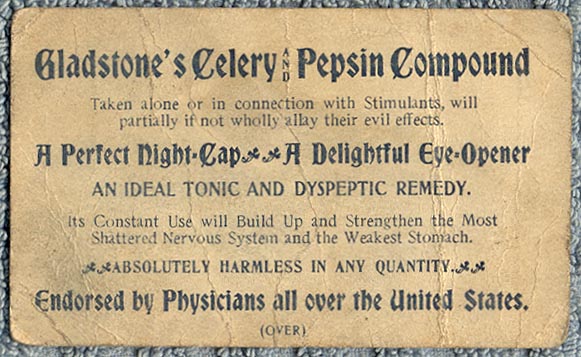 Gladstone's Celery AND Pepsin Compound
Taken alone or in connection with Stimulants, will
partially if not wholly allay their evil effects.
A Perfect Night-Cap A Delightful Eye-Opener
AN IDEAL TONIC AND DYSPEPTIC REMEDY.
Its Constant Use will Build Up and Strengthen the Most
Shattered Nervous System and the Weakest Stomach.
ABSOLUTELY HARMLESS IN ANY QUANTITY.
Endorsed by Physicians all over the United States.
(OVER)